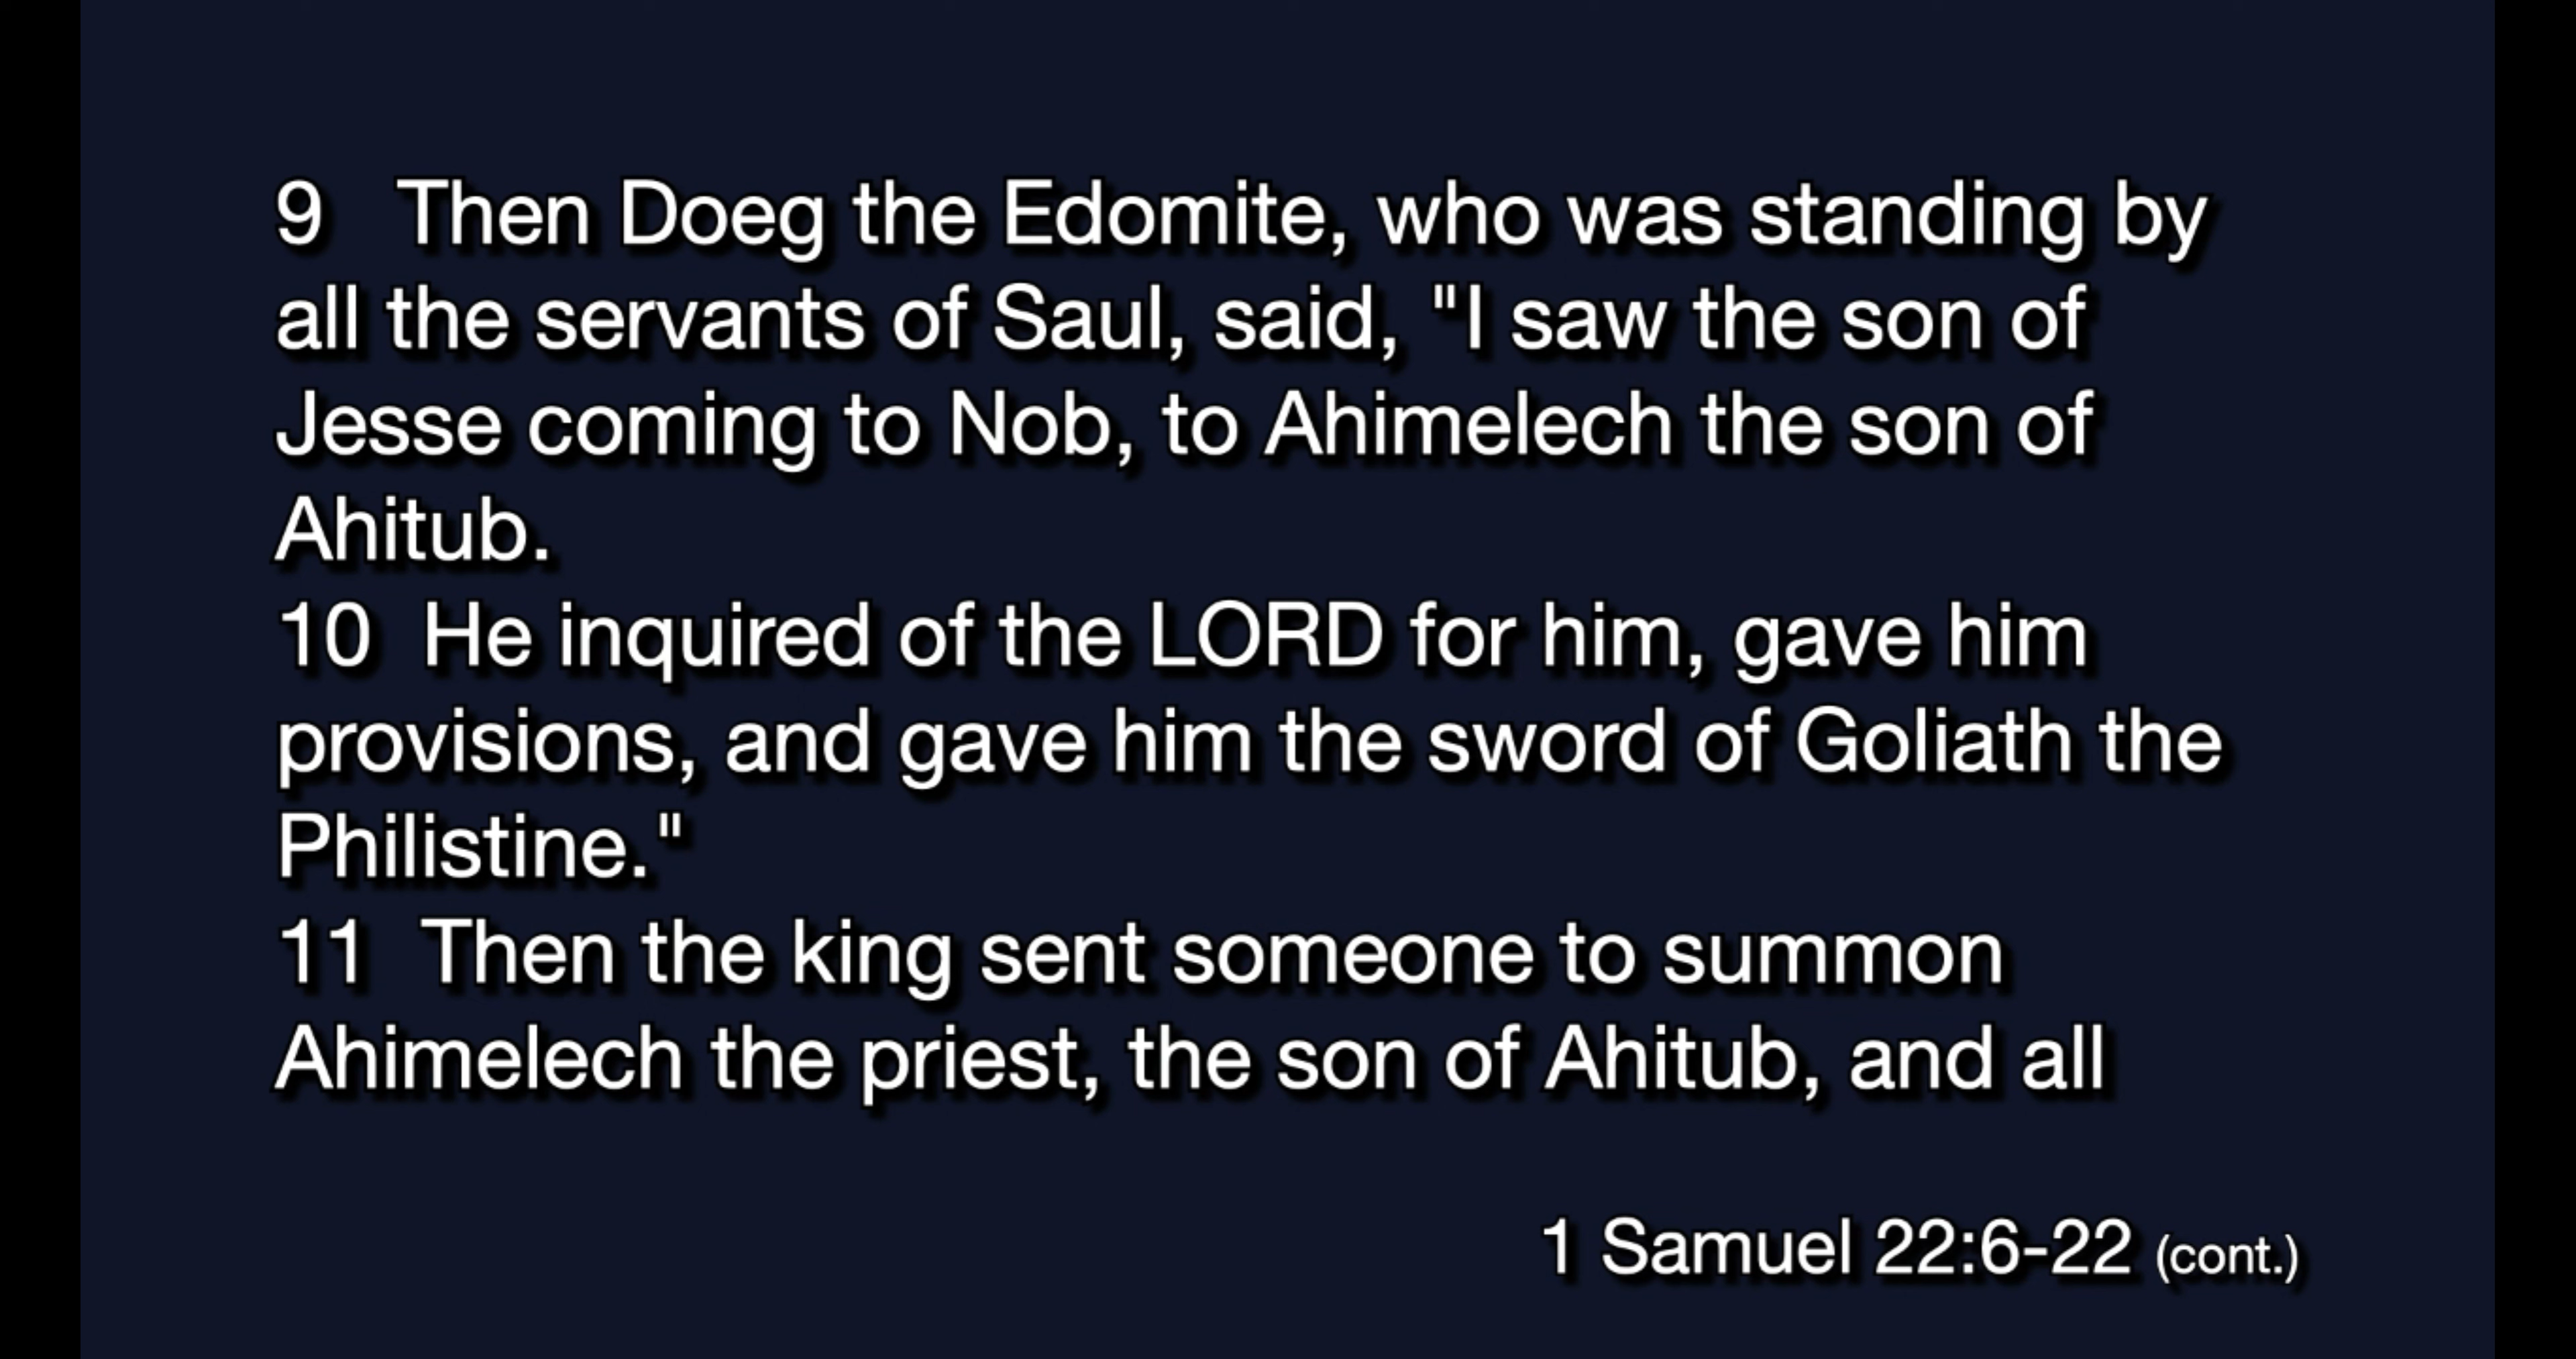 9 Then Doeg the Edomite, who was standing by
all the servants of Saul, said, "I saw the son of
Jesse coming to Nob, to Ahimelech the son of
Ahitub.
10 He inquired of the LORD for him, gave him
provisions, and gave him the sword of Goliath the
Philistine."
11 Then the king sent someone to summon
Ahimelech the priest, the son of Ahitub, and all
1 Samuel 22:6-22 (cont.)